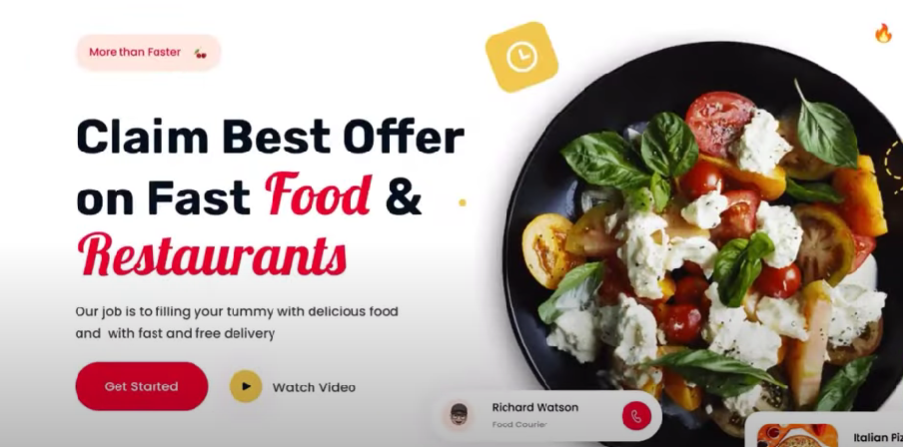 More than Faster
Claim Best Offer
on Fast Food &
Restaurants
Our job is to filling your tummy with delicious food
and with fast and free delivery
Get Started
Watch Video
Richard Watson
Food Courier
Italian